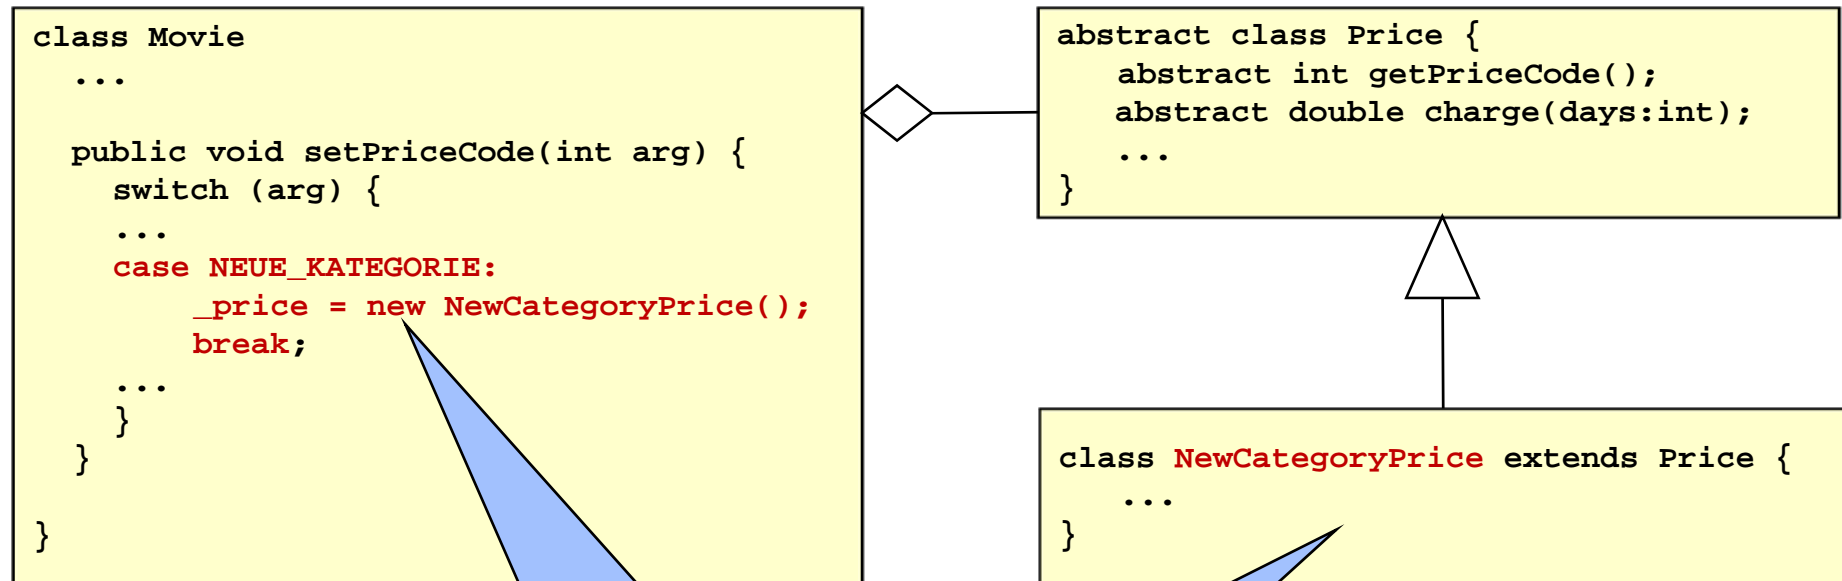 class Movie
...
public void setPriceCode(int arg) {
switch (arg) {
...
case NEUE_KATEGORIE:
_price = new NewCategoryPrice();
break;
...
}
}
}
abstract class Price {
abstract int getPriceCode();
abstract double charge(days:int);
...
}
class NewCategoryPrice extends Price {
...
}